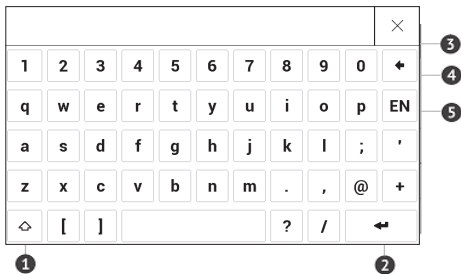 ×
3
1 2 3 4 5 6 7 8 9 0 ←
4
q w e r t y u i o p EN
5
a s d f g h j k l ; '
z x c v b n m . , @ +
[ ] ? /
1 2